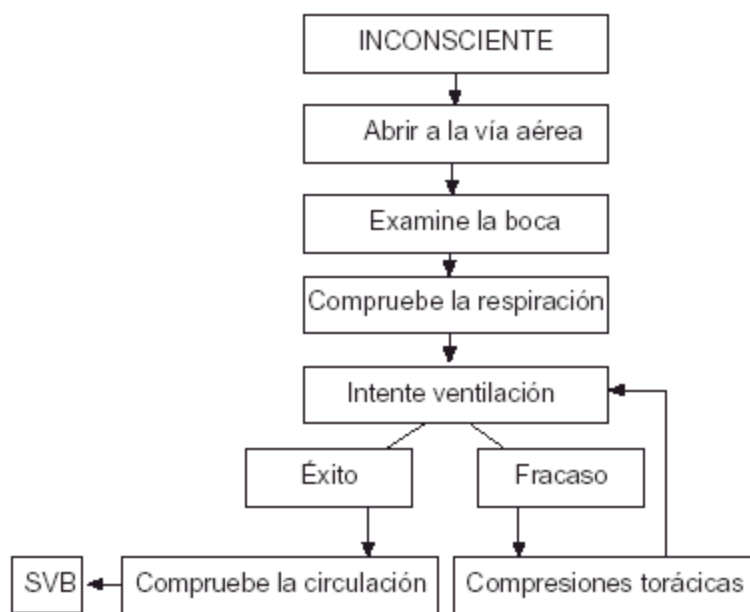 INCONSCIENTE
Abrir a la vía aérea
Examine la boca
Compruebe la respiración
Intente ventilación
Éxito
Fracaso
SVB
Compruebe la circulación
Compresiones torácicas